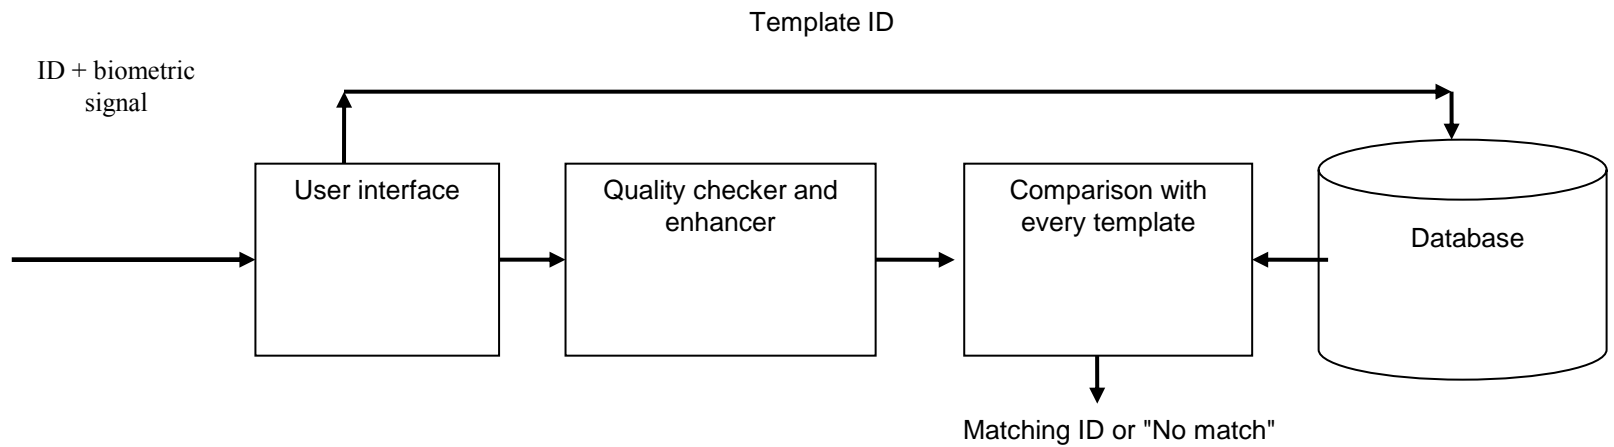 Template ID
ID + biometric
signal
User interface
Quality checker and
enhancer
Comparison with
every template
Database
Matching ID or "No match"